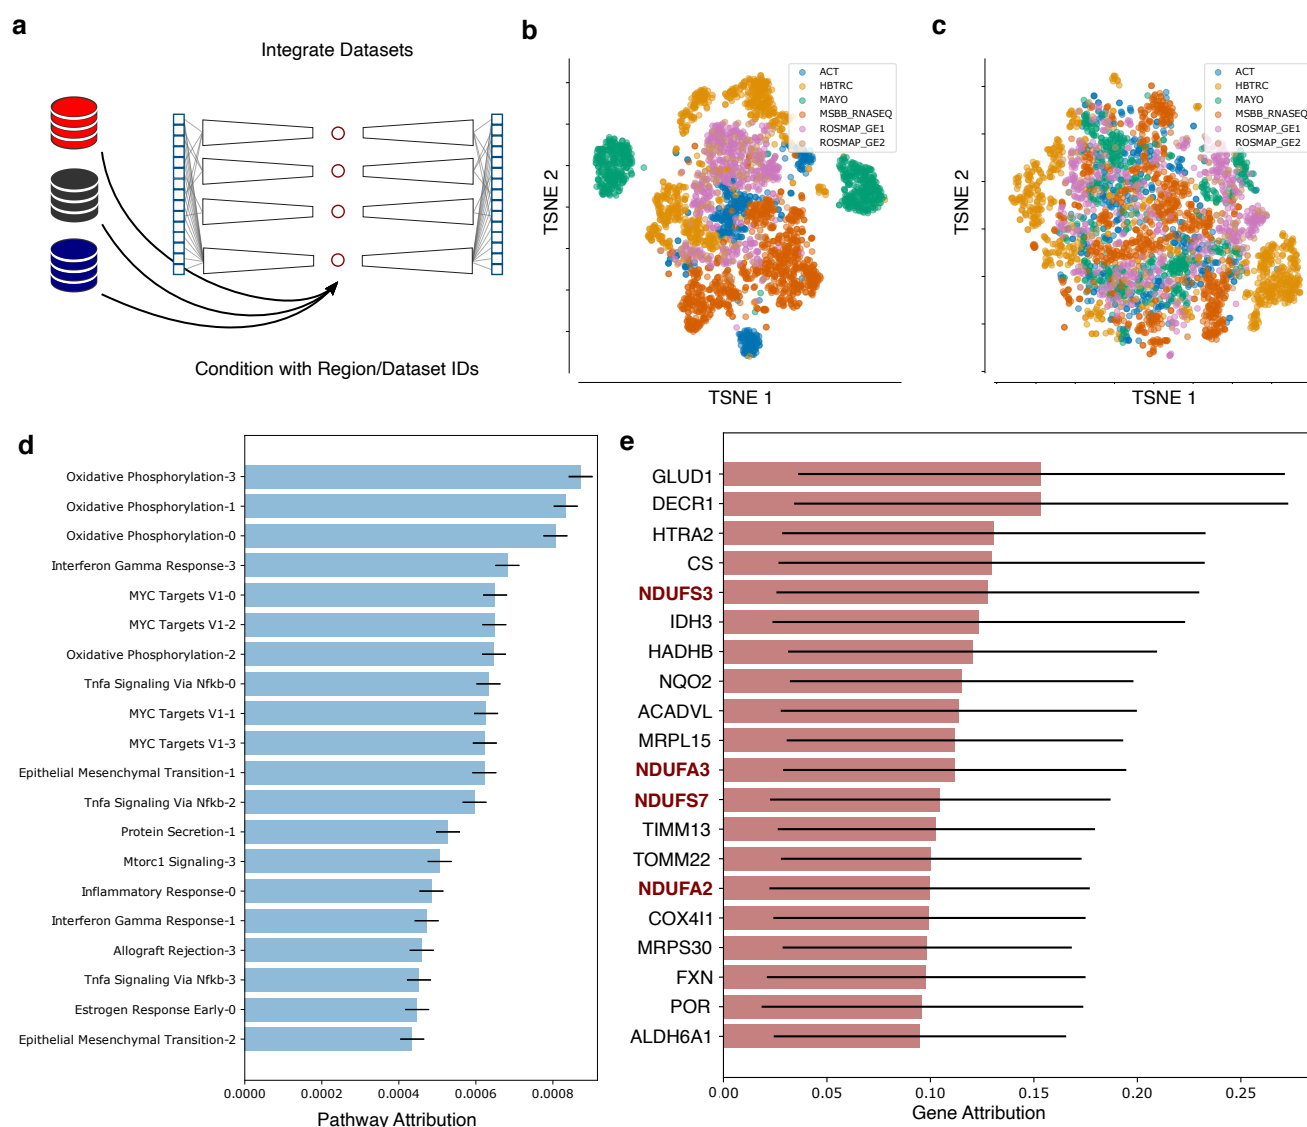 a
Integrate Datasets
Condition with Region/Dataset IDs
b
ACT
HBTRC
MAYO
MSBB_RNASEQ
ROSMAP_GE1
ROSMAP_GE2
TSNE 2
TSNE 1
c
ACT
HBTRC
MAYO
MSBB_RNASEQ
ROSMAP_GE1
ROSMAP_GE2
TSNE 2
TSNE 1
d
Oxidative Phosphorylation-3
Oxidative Phosphorylation-1
Oxidative Phosphorylation-0
Interferon Gamma Response-3
MYC Targets V1-0
MYC Targets V1-2
Oxidative Phosphorylation-2
Tnfa Signaling Via Nfkb-0
MYC Targets V1-1
MYC Targets V1-3
Epithelial Mesenchymal Transition-1
Tnfa Signaling Via Nfkb-2
Protein Secretion-1
Mtorc1 Signaling-3
Inflammatory Response-0
Interferon Gamma Response-1
Allograft Rejection-3
Tnfa Signaling Via Nfkb-3
Estrogen Response Early-0
Epithelial Mesenchymal Transition-2
0.0000 0.0002 0.0004 0.0006 0.0008
Pathway Attribution
e
GLUD1
DECR1
HTRA2
CS
NDUFS3
IDH3
HADHB
NQO2
ACADVL
MRPL15
NDUFA3
NDUFS7
TIMM13
TOMM22
NDUFA2
COX4I1
MRPS30
FXN
POR
ALDH6A1
0.00 0.05 0.10 0.15 0.20 0.25
Gene Attribution